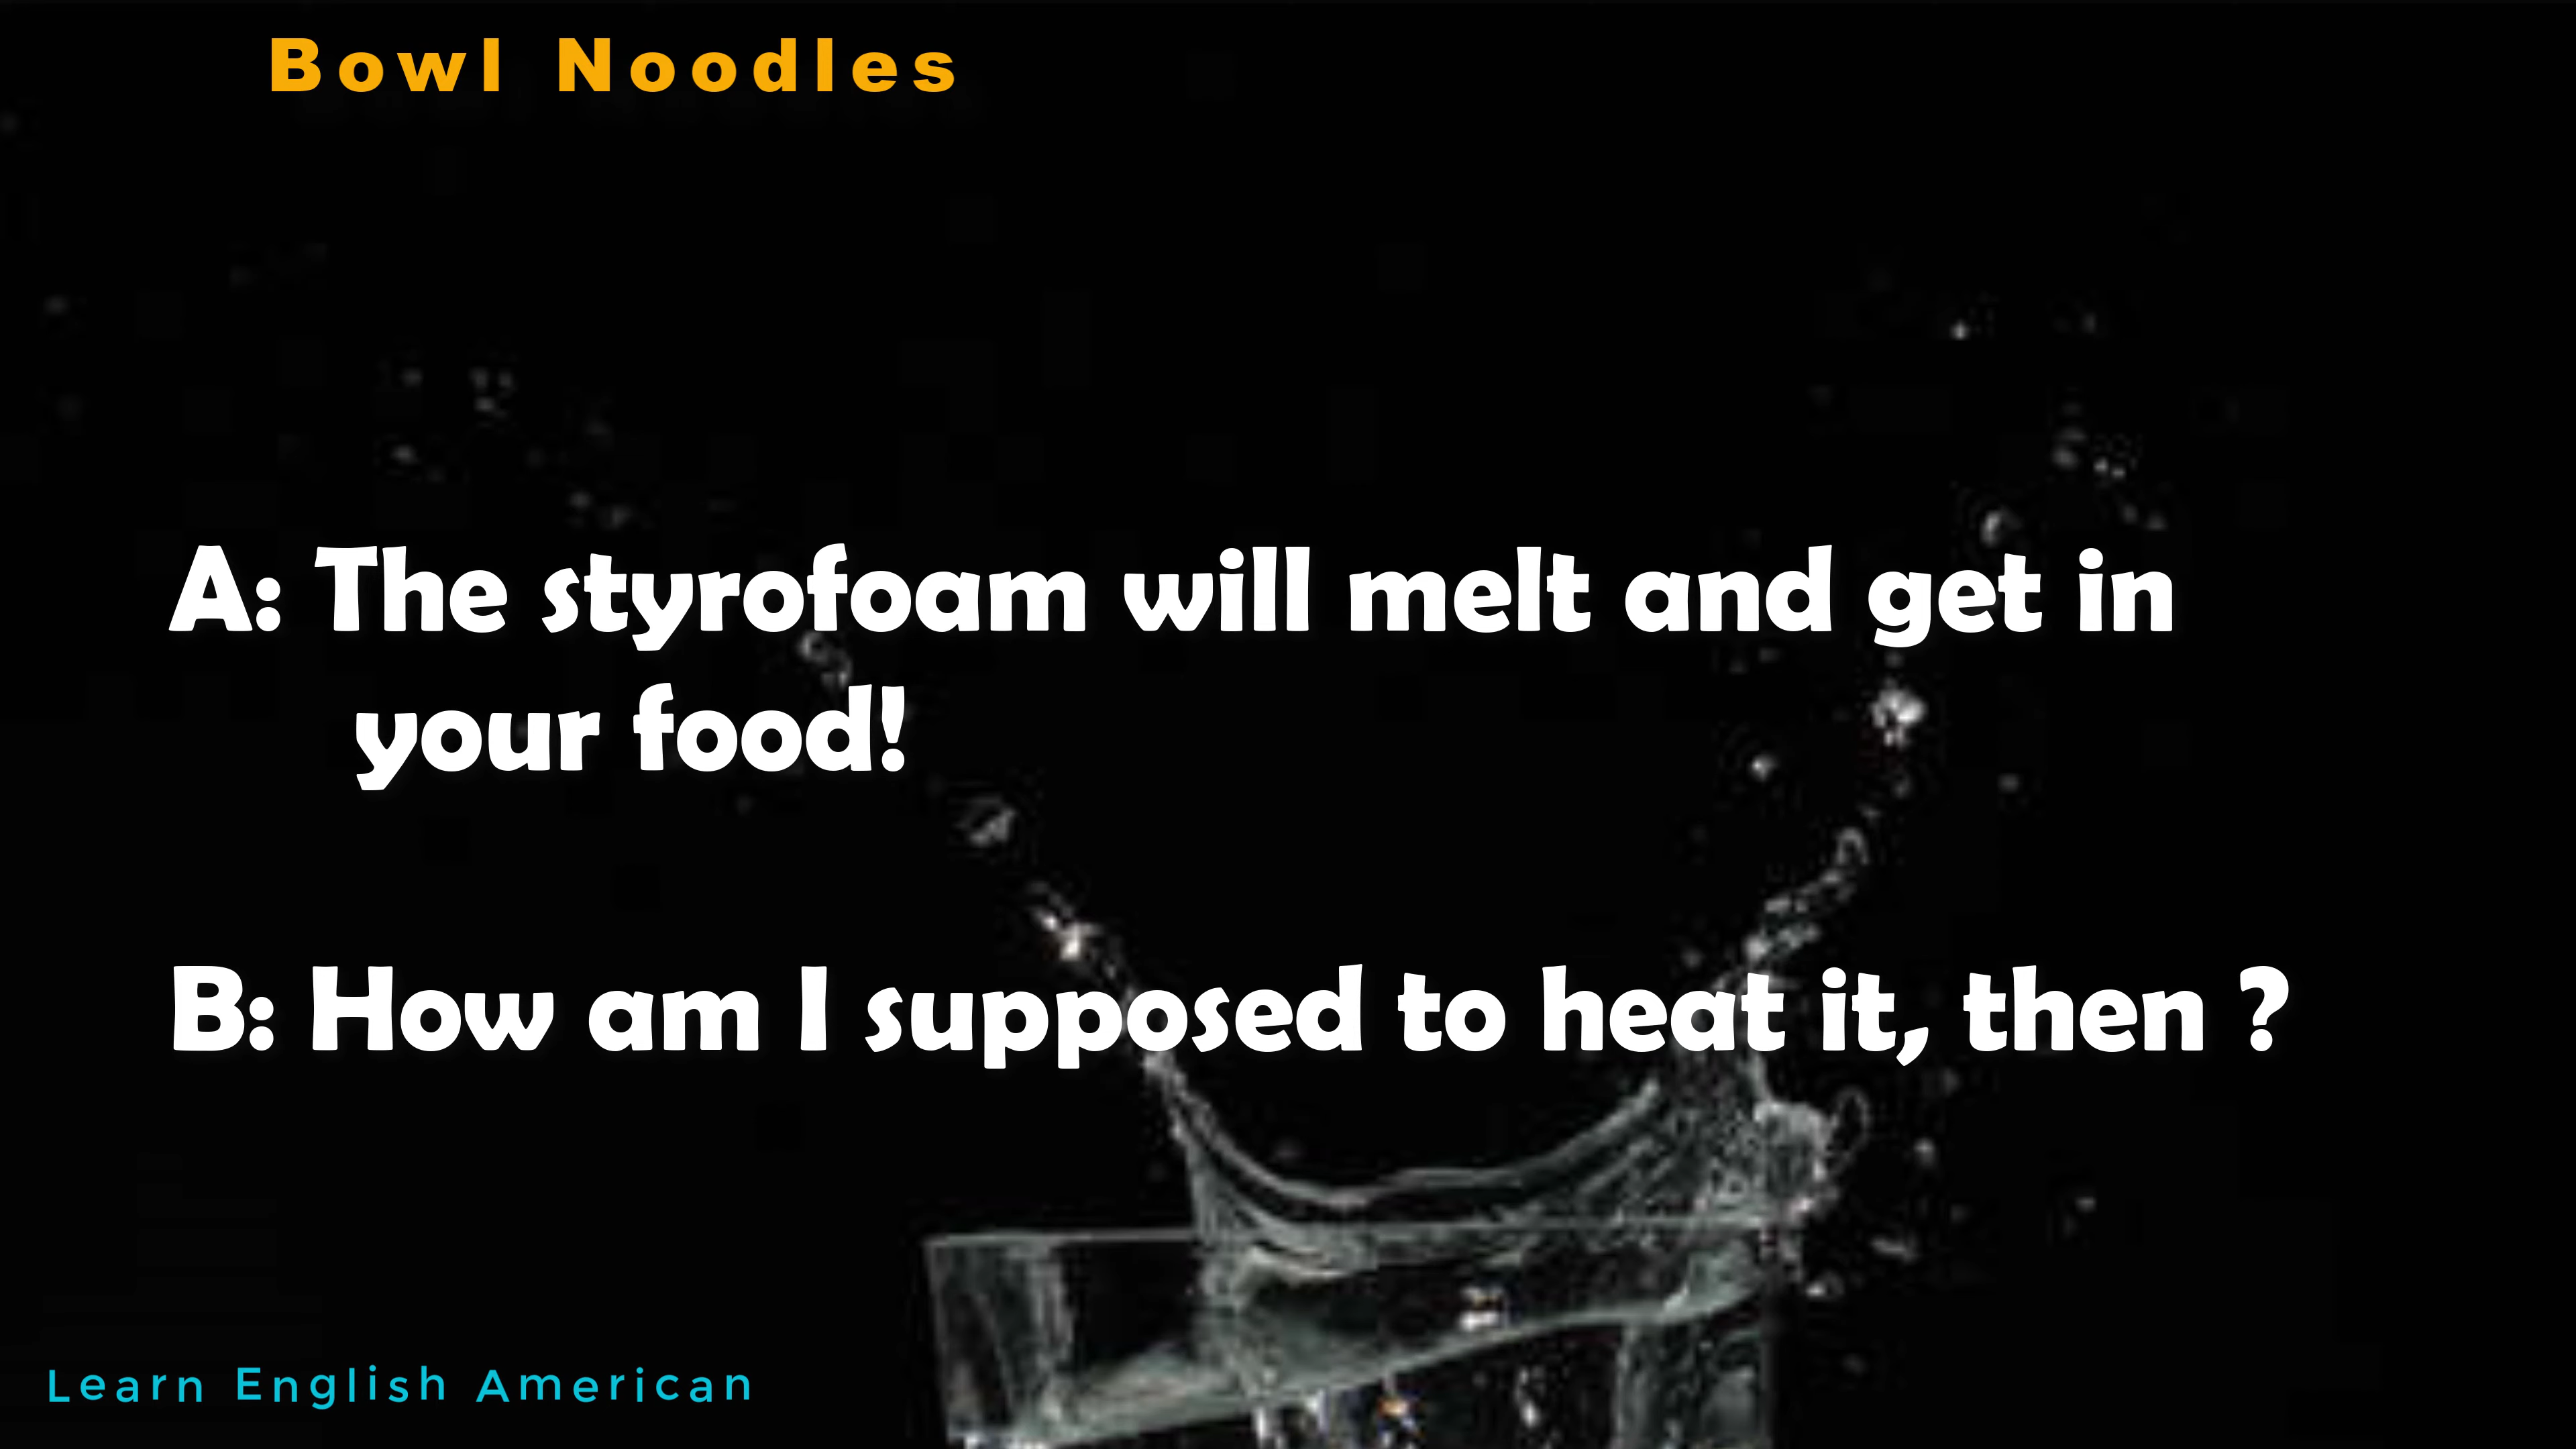 Bowl Noodles
A: The styrofoam will melt and get in
your food!
B: How am I supposed to heat it, then ?
Learn English American